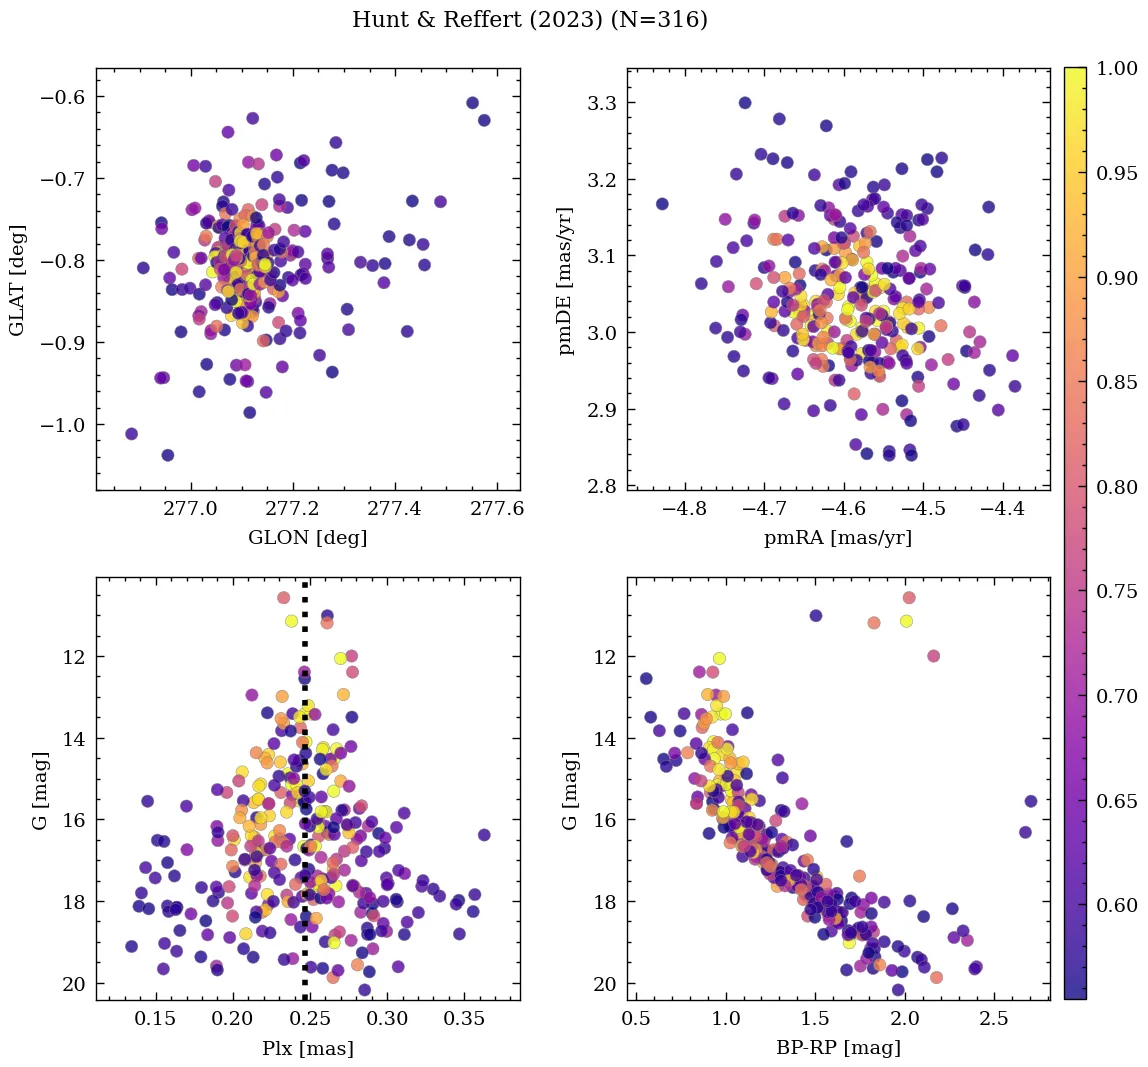 Hunt & Reffert (2023) (N=316)
−0.6
−0.7
−0.8
−0.9
−1.0
GLAT [deg]
277.0 277.2 277.4 277.6
GLON [deg]
3.3
3.2
3.1
3.0
2.9
2.8
pmDE [mas/yr]
−4.8 −4.7 −4.6 −4.5 −4.4
pmRA [mas/yr]
12
14
16
18
20
G [mag]
0.15 0.20 0.25 0.30 0.35
Plx [mas]
12
14
16
18
20
G [mag]
0.5 1.0 1.5 2.0 2.5
BP-RP [mag]
1.00
0.95
0.90
0.85
0.80
0.75
0.70
0.65
0.60